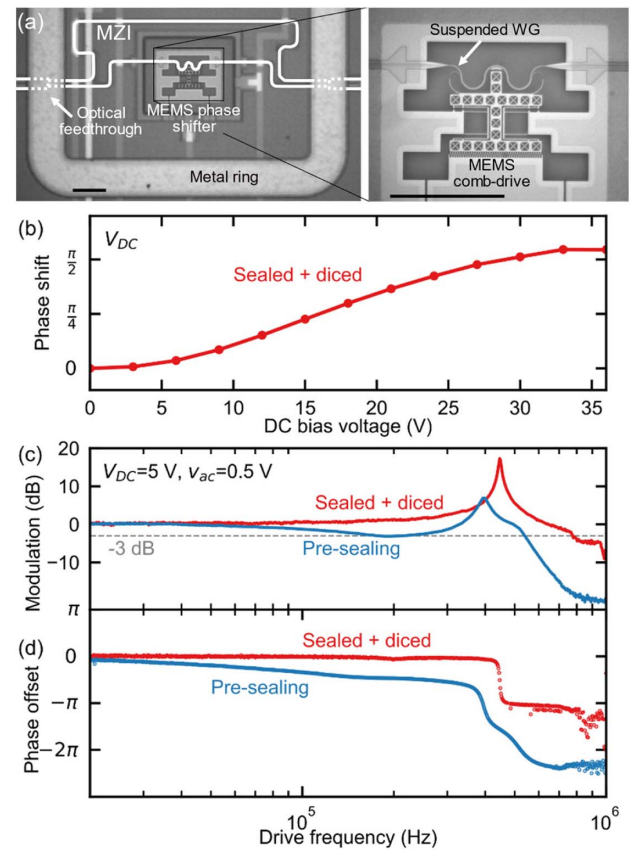 (a)
MZI
Optical
feedthrough
MEMS phase
shifter
Metal ring
Suspended WG
MEMS
comb-drive
(b)
V_DC
Sealed + diced
Phase shift
π/2
π/4
0
0 5 10 15 20 25 30 35
DC bias voltage (V)
(c)
V_DC=5 V, v_ac=0.5 V
Sealed + diced
Pre-sealing
-3 dB
Modulation (dB)
20
10
0
−10
(d)
Sealed + diced
Pre-sealing
Phase offset
π
0
−π
−2π
10^5 10^6
Drive frequency (Hz)